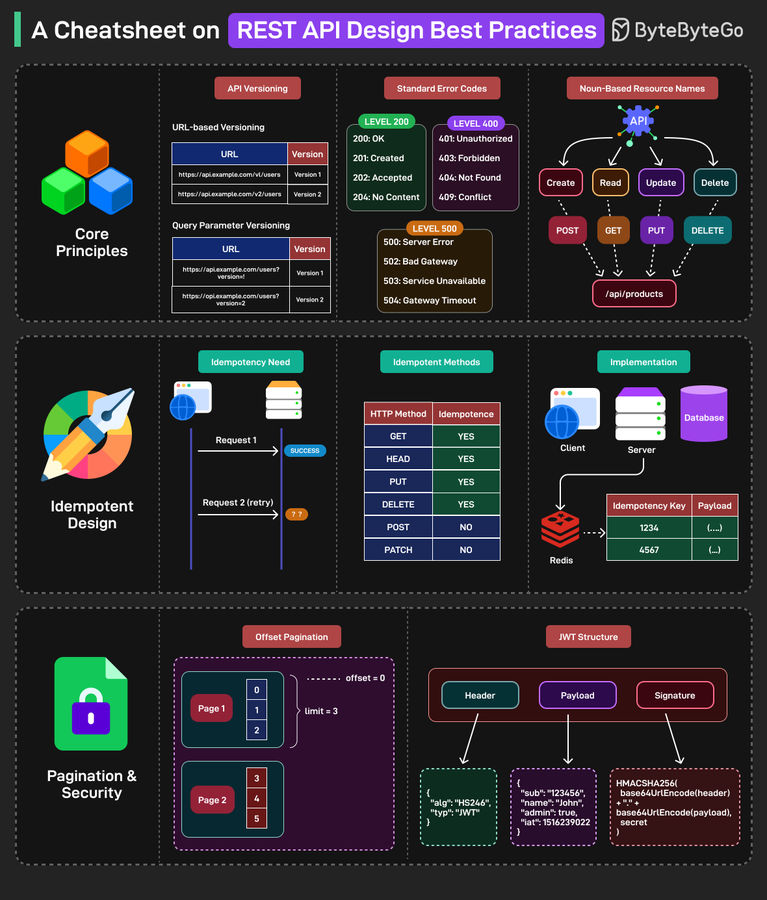 A Cheatsheet on REST API Design Best Practices
ByteByteGo
Core
Principles
API Versioning
URL-based Versioning
URL Version
https://api.example.com/v1/users Version 1
https://api.example.com/v2/users Version 2
Query Parameter Versioning
URL Version
https://api.example.com/users?
version=! Version 1
https://opi.example.com/users?
version=2 Version 2
Standard Error Codes
LEVEL 200
200: OK
201: Created
202: Accepted
204: No Content
LEVEL 400
401: Unauthorized
403: Forbidden
404: Not Found
409: Conflict
LEVEL 500
500: Server Error
502: Bad Gateway
503: Service Unavailable
504: Gateway Timeout
Noun-Based Resource Names
API
Create Read Update Delete
POST GET PUT DELETE
/api/products
Idempotent
Design
Idempotency Need
Request 1
SUCCESS
Request 2 (retry)
? ?
Idempotent Methods
HTTP Method Idempotence
GET YES
HEAD YES
PUT YES
DELETE YES
POST NO
PATCH NO
Implementation
Client
Server
Database
Redis
Idempotency Key Payload
1234 (....)
4567 (...)
Pagination &
Security
Offset Pagination
Page 1
0
1
2
offset = 0
limit = 3
Page 2
3
4
5
JWT Structure
Header Payload Signature
{
"alg": "HS246",
"typ": "JWT"
}
{
"sub": "123456",
"name": "John",
"admin": true,
"iat": 1516239022
}
HMACSHA256(
base64UrlEncode(header)
+ "." +
base64UrlEncode(payload),
secret
)